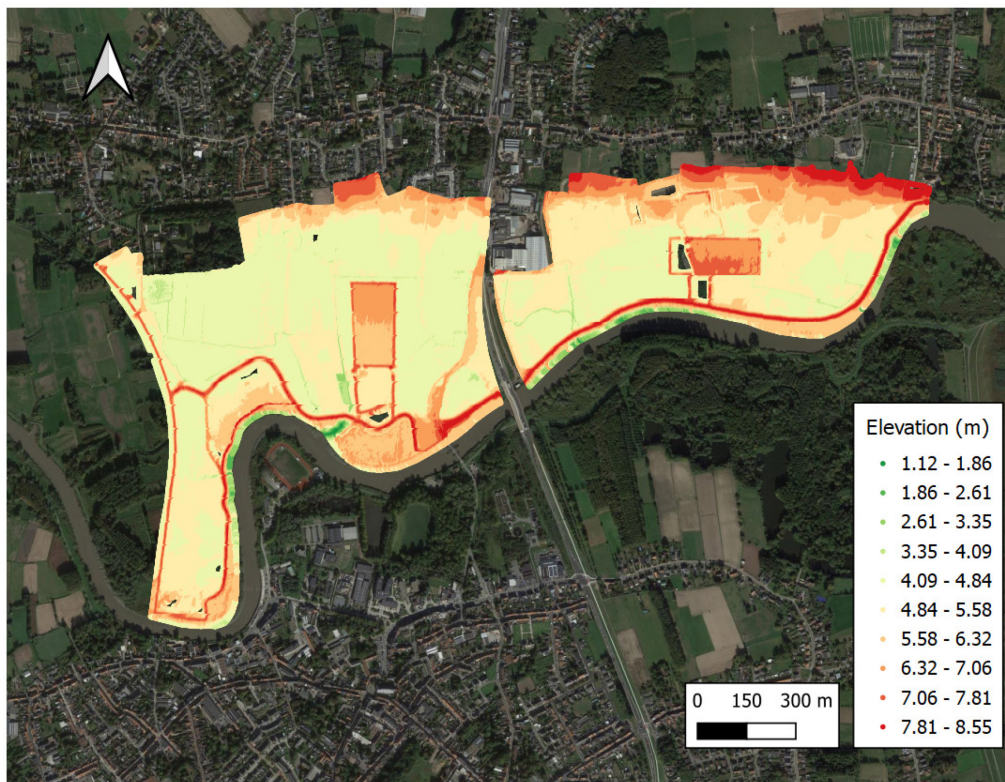 Elevation (m)
1.12 - 1.86
1.86 - 2.61
2.61 - 3.35
3.35 - 4.09
4.09 - 4.84
4.84 - 5.58
5.58 - 6.32
6.32 - 7.06
7.06 - 7.81
7.81 - 8.55
0 150 300 m